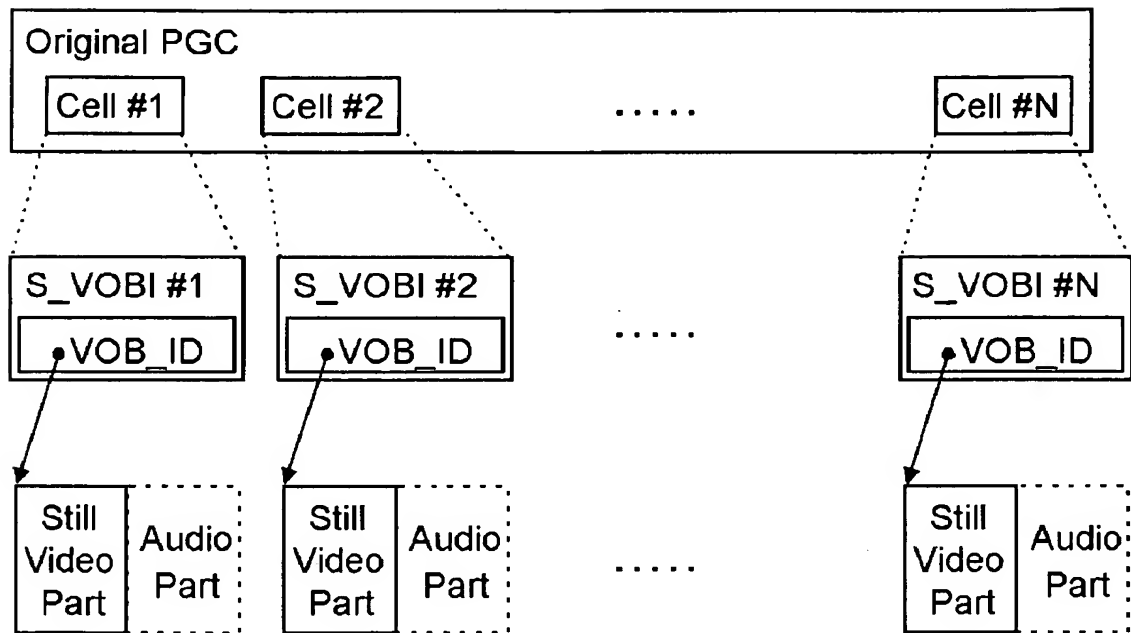 Original PGC
Cell #1 Cell #2 ..... Cell #N
S_VOBI #1 S_VOBI #2 ..... S_VOBI #N
VOB_ID VOB_ID VOB_ID
Still Video Part Audio Part Still Video Part Audio Part ..... Still Video Part Audio Part